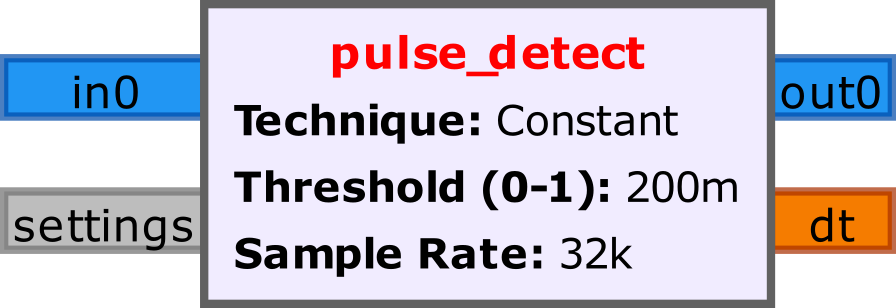 pulse_detect
in0
Technique: Constant
out0
Threshold (0-1): 200m
settings
Sample Rate: 32k
dt